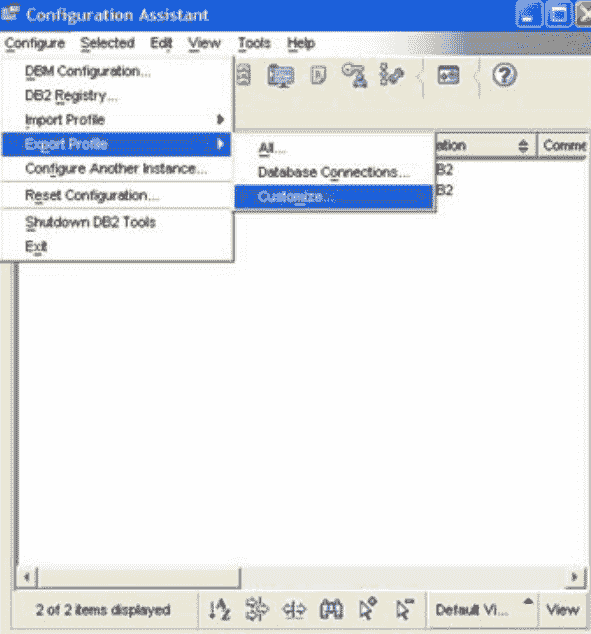 Configuration Assistant
Configure Selected Edit View Tools Help
DBM Configuration...
DB2 Registry...
Import Profile
Export Profile
Configure Another Instance...
Reset Configuration...
Shutdown DB2 Tools
Exit
All...
Database Connections...
Customize...
ation Comme
B2
B2
2 of 2 items displayed
Default Vi... View